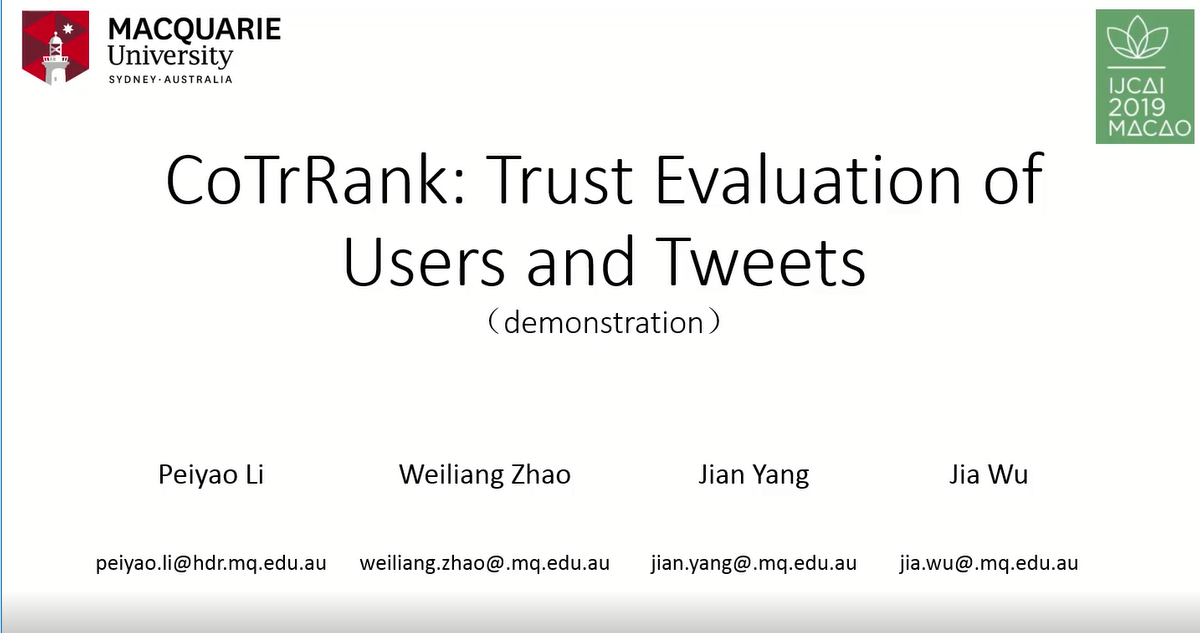 MACQUARIE
University
SYDNEY·AUSTRALIA
IJCAI
2019
MACAO
CoTrRank: Trust Evaluation of
Users and Tweets
（demonstration）
Peiyao Li Weiliang Zhao Jian Yang Jia Wu
peiyao.li@hdr.mq.edu.au weiliang.zhao@.mq.edu.au jian.yang@.mq.edu.au jia.wu@.mq.edu.au